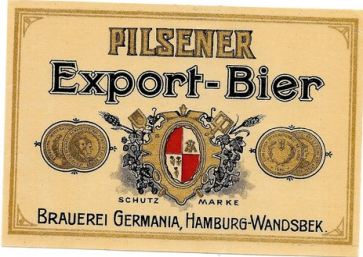 PILSENER
Export-Bier
SCHUTZ MARKE
BRAUEREI GERMANIA, HAMBURG-WANDSBEK.